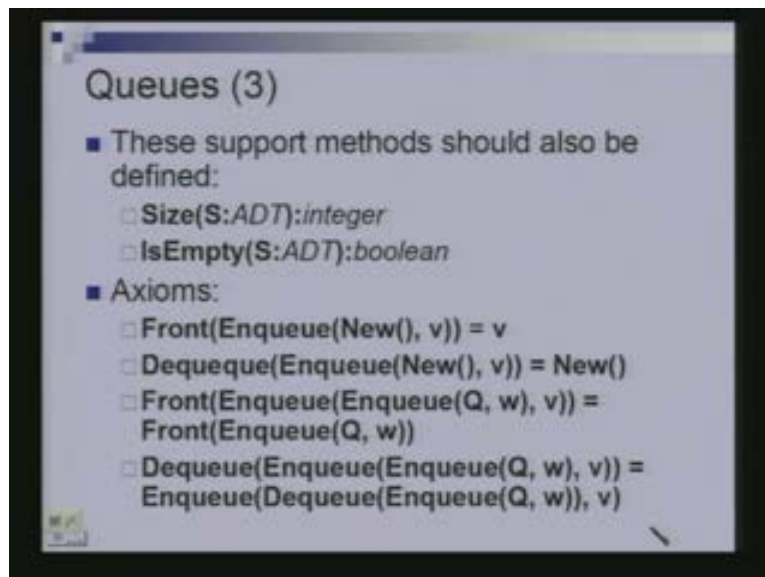 Queues (3)
These support methods should also be
defined:
Size(S:ADT):integer
IsEmpty(S:ADT):boolean
Axioms:
Front(Enqueue(New(), v)) = v
Dequeque(Enqueue(New(), v)) = New()
Front(Enqueue(Enqueue(Q, w), v)) =
Front(Enqueue(Q, w))
Dequeue(Enqueue(Enqueue(Q, w), v)) =
Enqueue(Dequeue(Enqueue(Q, w)), v)